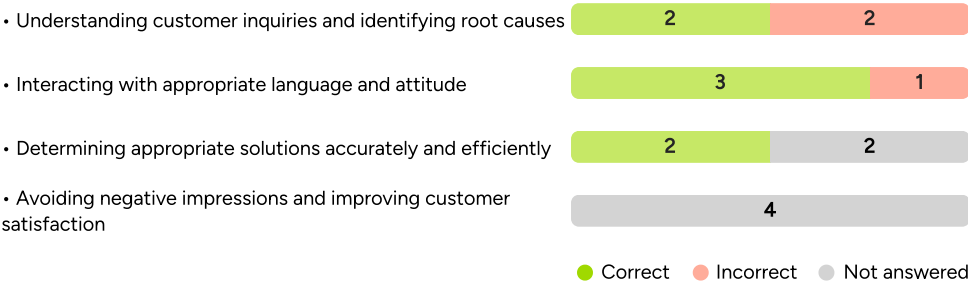 • Understanding customer inquiries and identifying root causes 2 2
• Interacting with appropriate language and attitude 3 1
• Determining appropriate solutions accurately and efficiently 2 2
• Avoiding negative impressions and improving customer
satisfaction
4
Correct Incorrect Not answered